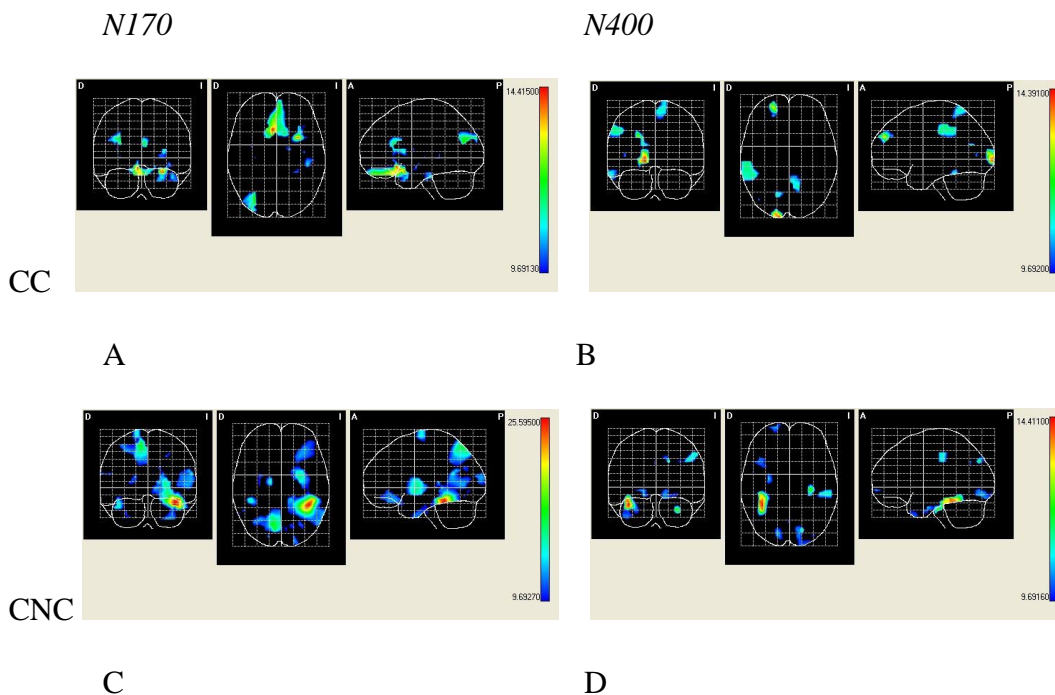 N170 N400
D I D A P
14.41500
9.69130
D I D A P
14.39100
9.69200
CC
A B
D I D A P
25.59500
9.69270
D I D A P
14.41100
9.69160
CNC
C D